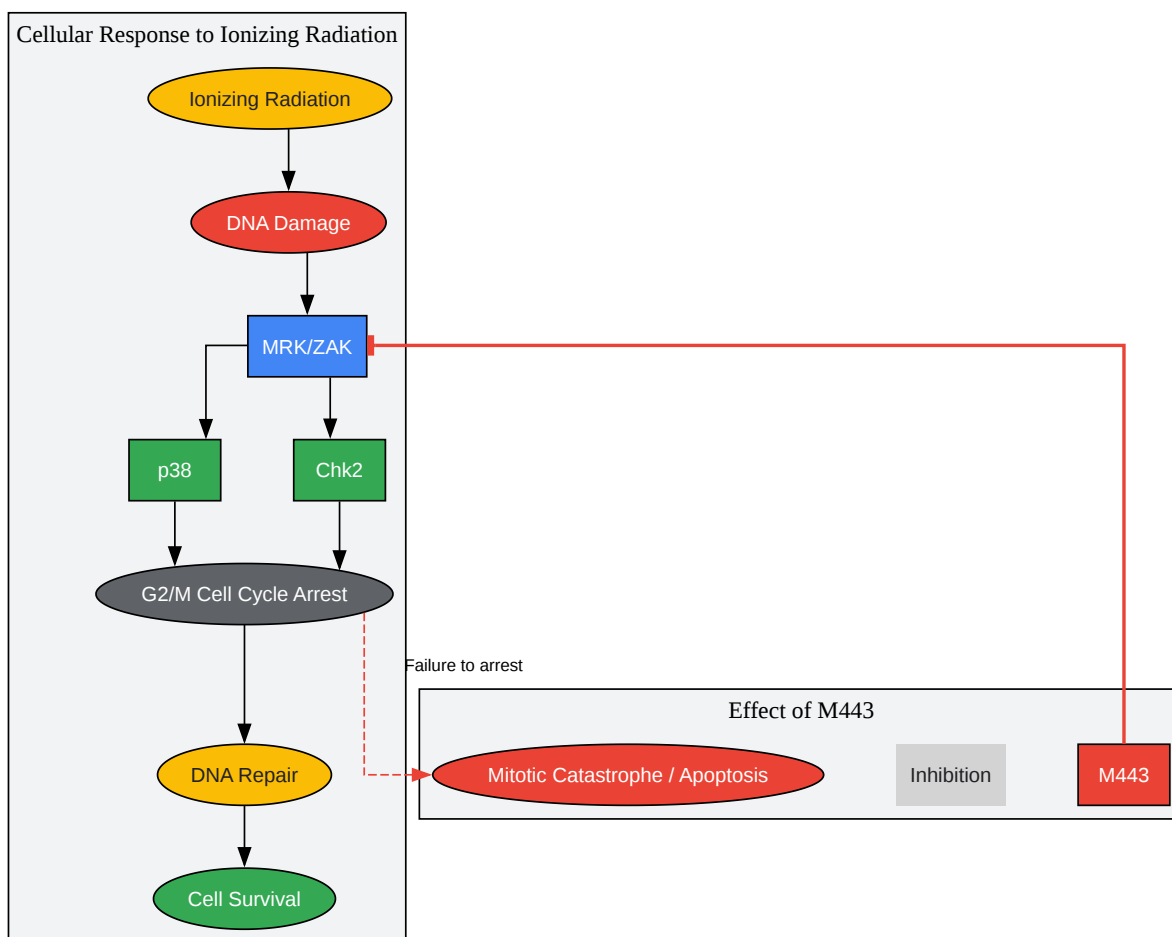 Cellular Response to Ionizing Radiation
Ionizing Radiation
DNA Damage
MRK/ZAK
p38
Chk2
G2/M Cell Cycle Arrest
Failure to arrest
Effect of M443
DNA Repair
Mitotic Catastrophe / Apoptosis
Inhibition
M443
Cell Survival